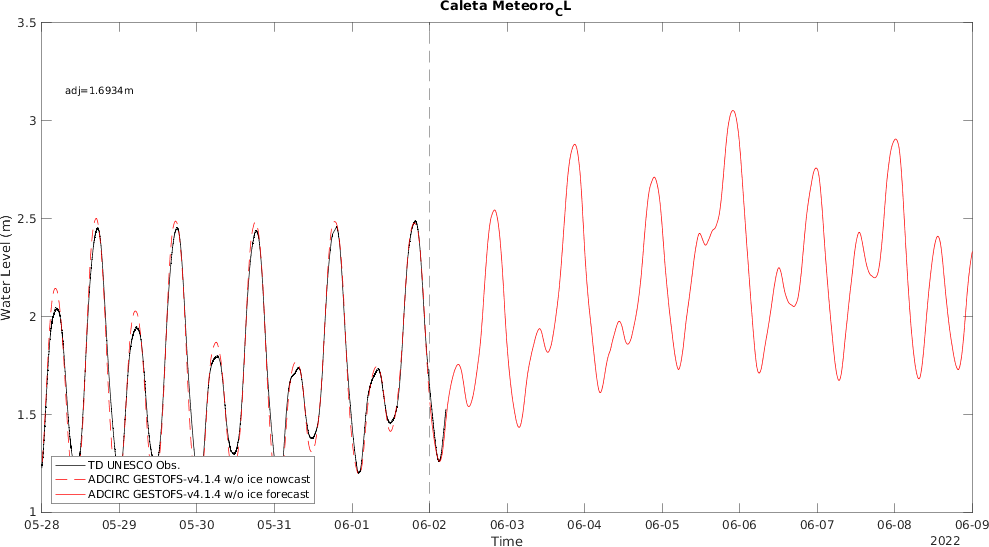 Caleta Meteoro_CL
adj=1.6934m
Water Level (m)
3.5
3
2.5
2
1.5
1
TD UNESCO Obs.
ADCIRC GESTOFS-v4.1.4 w/o ice nowcast
ADCIRC GESTOFS-v4.1.4 w/o ice forecast
05-28 05-29 05-30 05-31 06-01 06-02 06-03 06-04 06-05 06-06 06-07 06-08 06-09
Time
2022